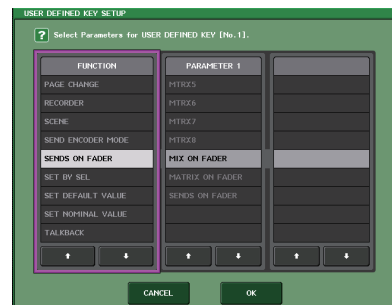 USER DEFINED KEY SETUP
? Select Parameters for USER DEFINED KEY [No.1].
FUNCTION
PAGE CHANGE
RECORDER
SCENE
SEND ENCODER MODE
SENDS ON FADER
SET BY SEL
SET DEFAULT VALUE
SET NOMINAL VALUE
TALKBACK
PARAMETER 1
MTRX5
MTRX6
MTRX7
MTRX8
MIX ON FADER
MATRIX ON FADER
SENDS ON FADER
CANCEL
OK